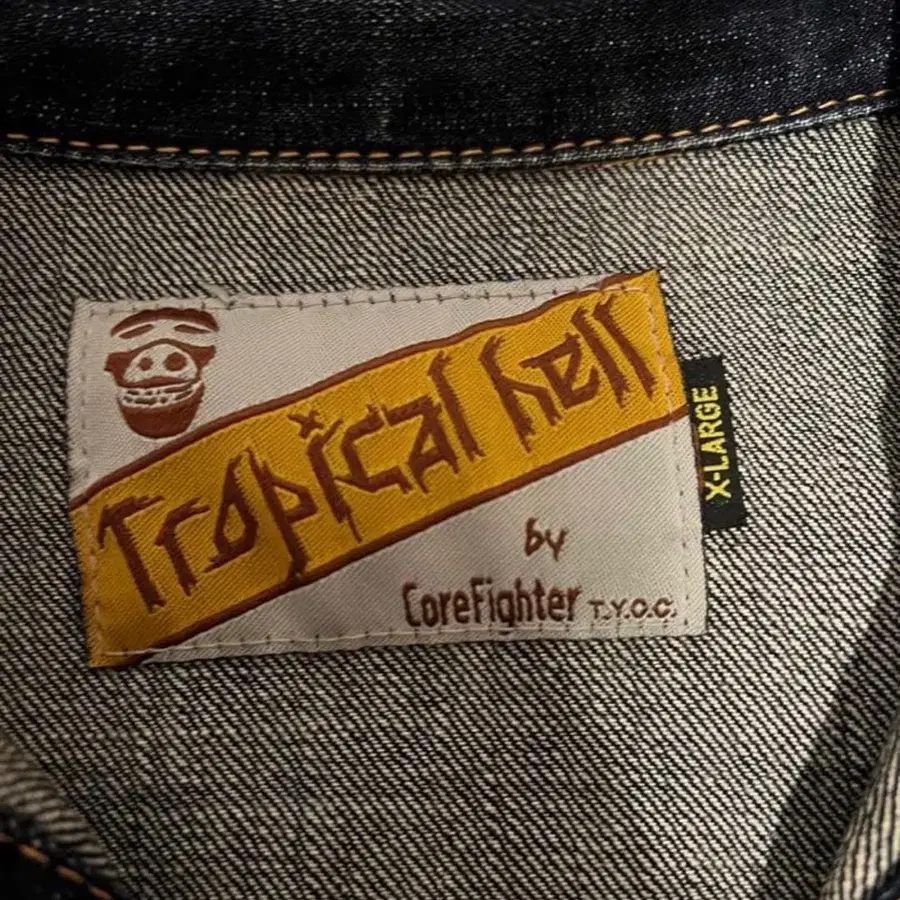 Tropical hell
by
CoreFighter T.Y.O.C.
X-LARGE